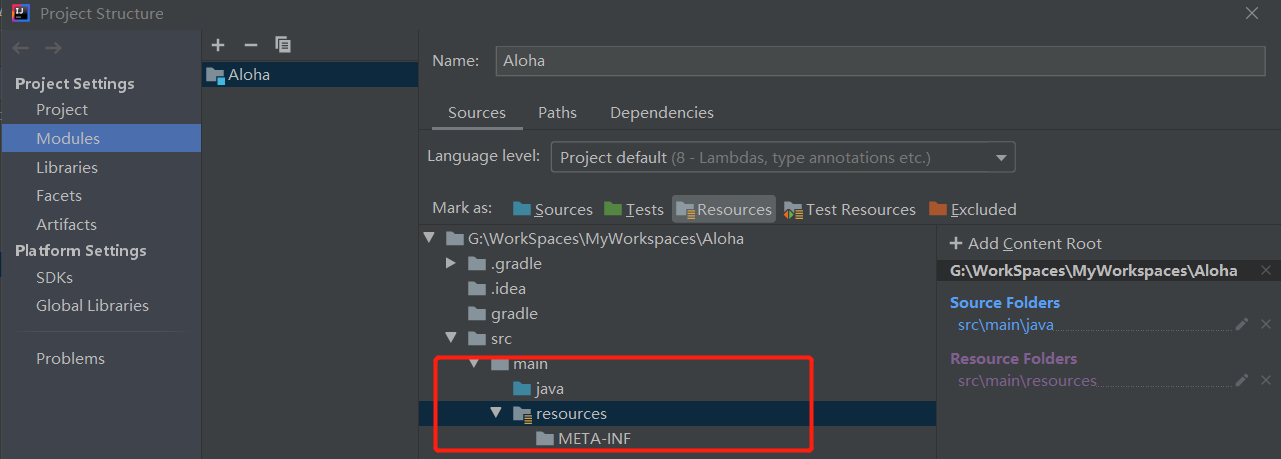 Project Structure
Project Settings
Project
Modules
Libraries
Facets
Artifacts
Platform Settings
SDKs
Global Libraries
Problems
Aloha
Name: Aloha
Sources Paths Dependencies
Language level: Project default (8 - Lambdas, type annotations etc.)
Mark as: Sources Tests Resources Test Resources Excluded
G:\WorkSpaces\MyWorkspaces\Aloha
.gradle
.idea
gradle
src
main
java
resources
META-INF
+ Add Content Root
G:\WorkSpaces\MyWorkspaces\Aloha
Source Folders
src\main\java
Resource Folders
src\main\resources